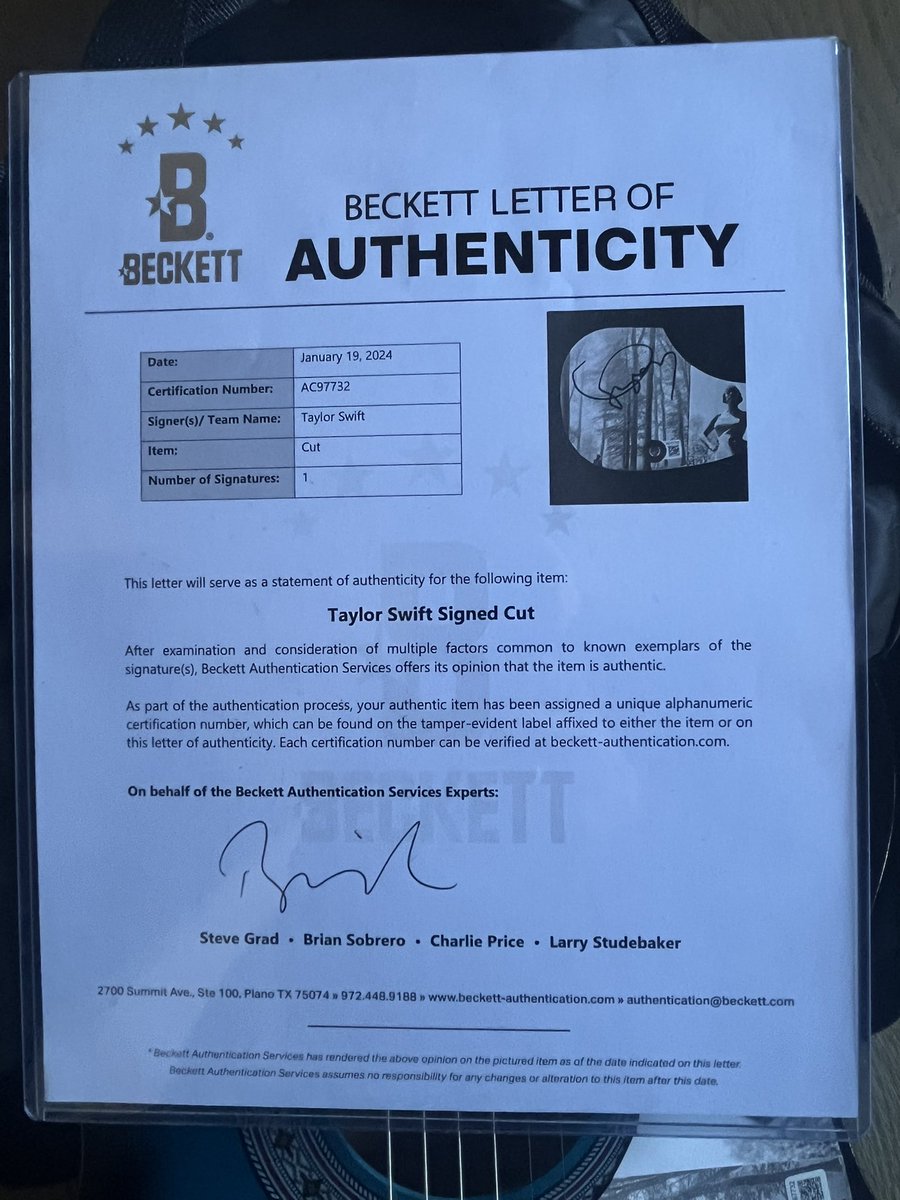 B
BECKETT
BECKETT LETTER OF
AUTHENTICITY
Date: January 19, 2024
Certification Number: AC97732
Signer(s)/ Team Name: Taylor Swift
Item: Cut
Number of Signatures: 1
This letter will serve as a statement of authenticity for the following item:
Taylor Swift Signed Cut
After examination and consideration of multiple factors common to known exemplars of the
signature(s), Beckett Authentication Services offers its opinion that the item is authentic.
As part of the authentication process, your authentic item has been assigned a unique alphanumeric
certification number, which can be found on the tamper-evident label affixed to either the item or on
this letter of authenticity. Each certification number can be verified at beckett-authentication.com.
On behalf of the Beckett Authentication Services Experts:
BECKETT
Steve Grad • Brian Sobrero • Charlie Price • Larry Studebaker
2700 Summit Ave., Ste 100, Plano TX 75074 » 972.448.9188 » www.beckett-authentication.com » authentication@beckett.com
* Beckett Authentication Services has rendered the above opinion on the pictured item as of the date indicated on this letter.
Beckett Authentication Services assumes no responsibility for any changes or alteration to this item after this date.